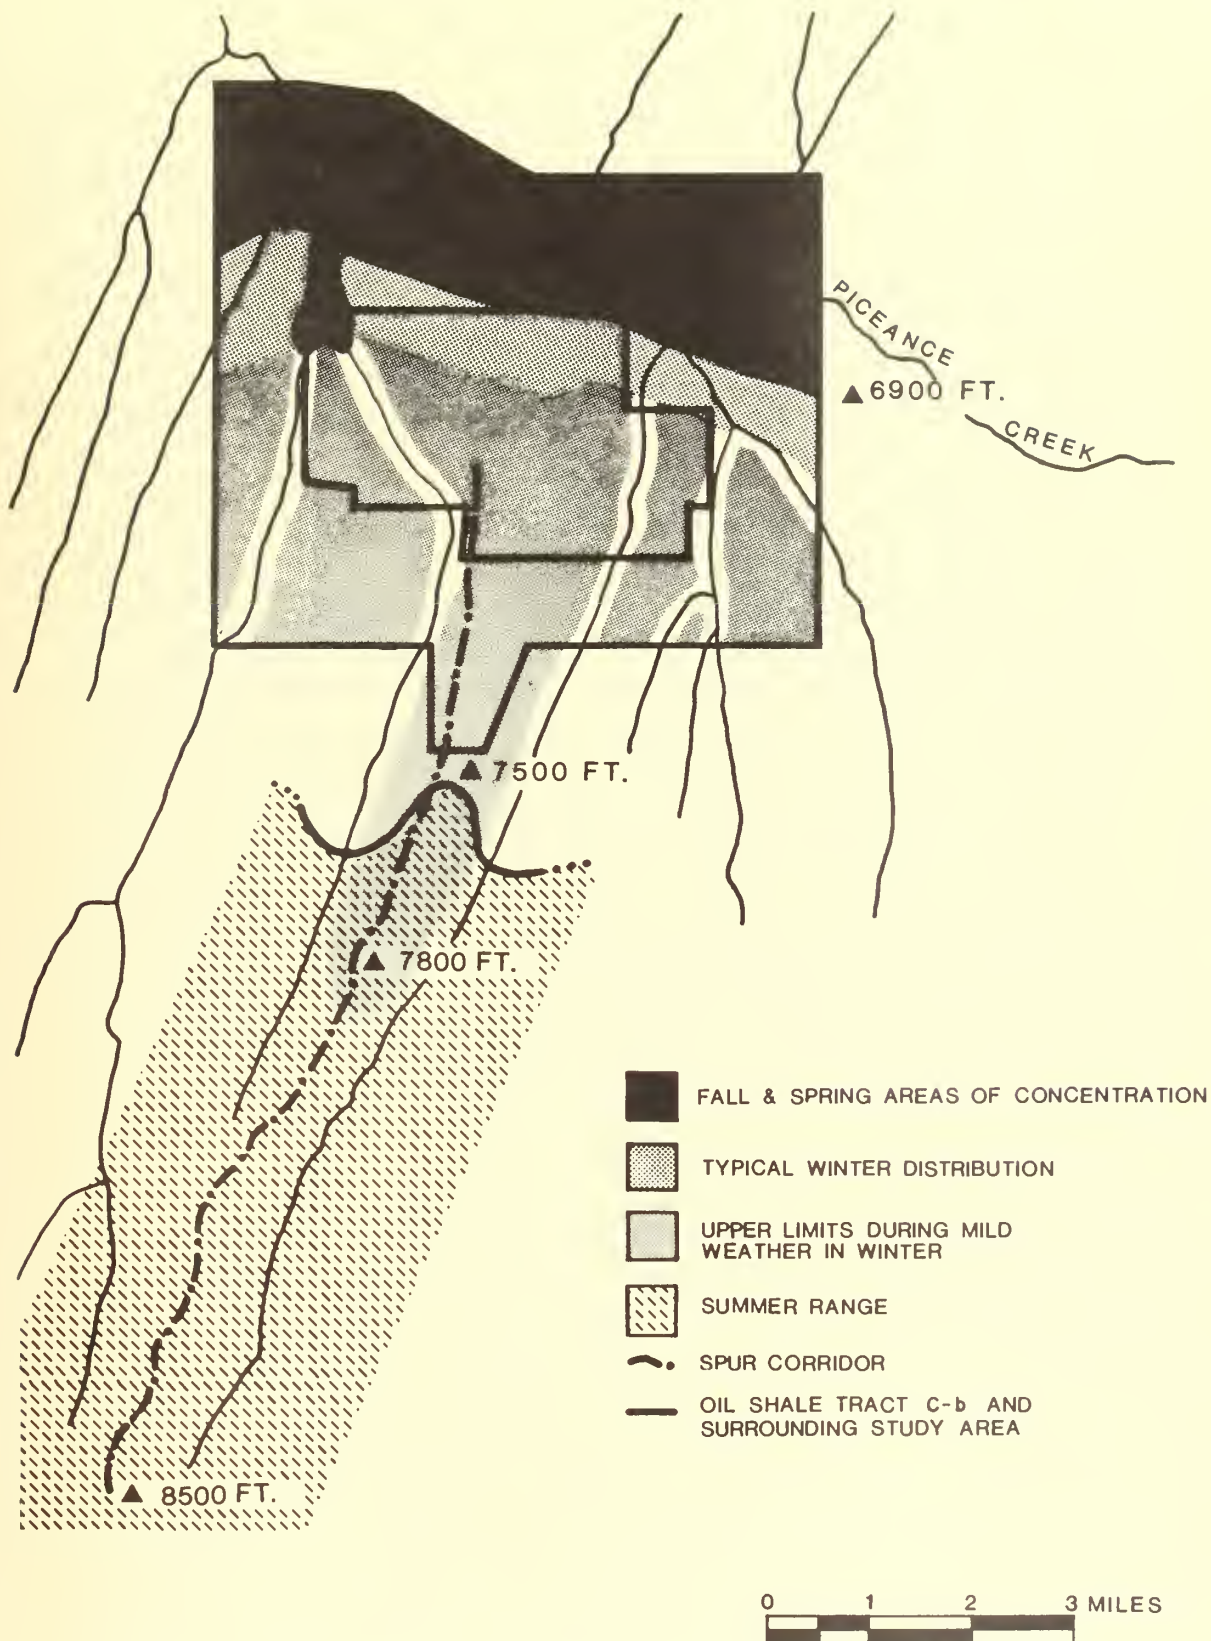 PICEANCE
6900 FT.
CREEK
7500 FT.
7800 FT.
FALL & SPRING AREAS OF CONCENTRATION
TYPICAL WINTER DISTRIBUTION
UPPER LIMITS DURING MILD
WEATHER IN WINTER
SUMMER RANGE
SPUR CORRIDOR
OIL SHALE TRACT C-b AND
SURROUNDING STUDY AREA
8500 FT.
0 1 2 3 MILES